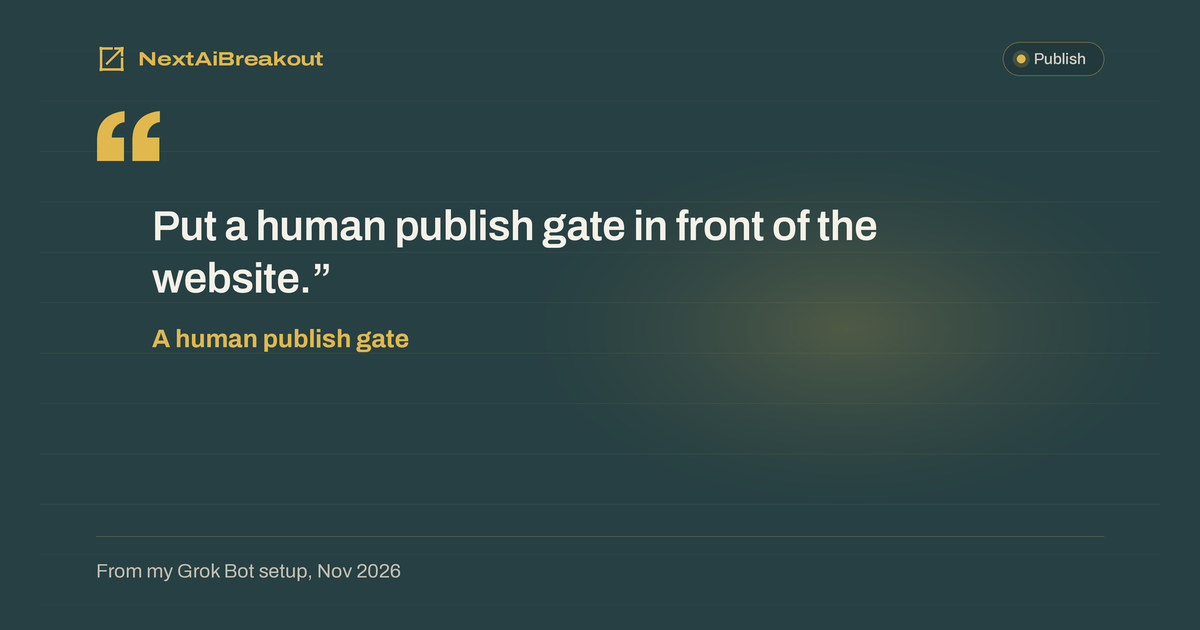 NextAiBreakout
Publish
“
Put a human publish gate in front of the
website.”
A human publish gate
From my Grok Bot setup, Nov 2026